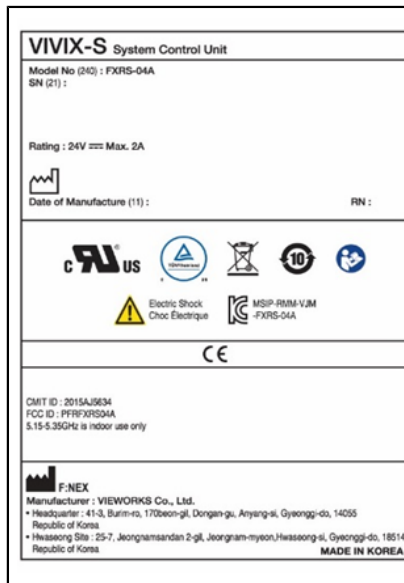 VIVIX-S System Control Unit
Model No (240) : FXRS-04A
SN (21) :
Rating : 24V ⎓ Max. 2A
Date of Manufacture (11) :
RN :
c RU ® US
TÜVRheinland
c us
10
Electric Shock
Choc Électrique
MSIP-RMM-VJM
-FXRS-04A
CE
CMIT ID : 2015AJ5634
FCC ID : PFRFXRS04A
5.15-5.35GHz is indoor use only
F:NEX
Manufacturer : VIEWORKS Co., Ltd.
• Headquarter : 41-3, Burim-ro, 170beon-gil, Dongan-gu, Anyang-si, Gyeonggi-do, 14055
Republic of Korea
• Hwaseong Site : 25-7, Jeongnamsandan 2-gil, Jeongnam-myeon,Hwaseong-si, Gyeonggi-do, 18514
Republic of Korea
MADE IN KOREA